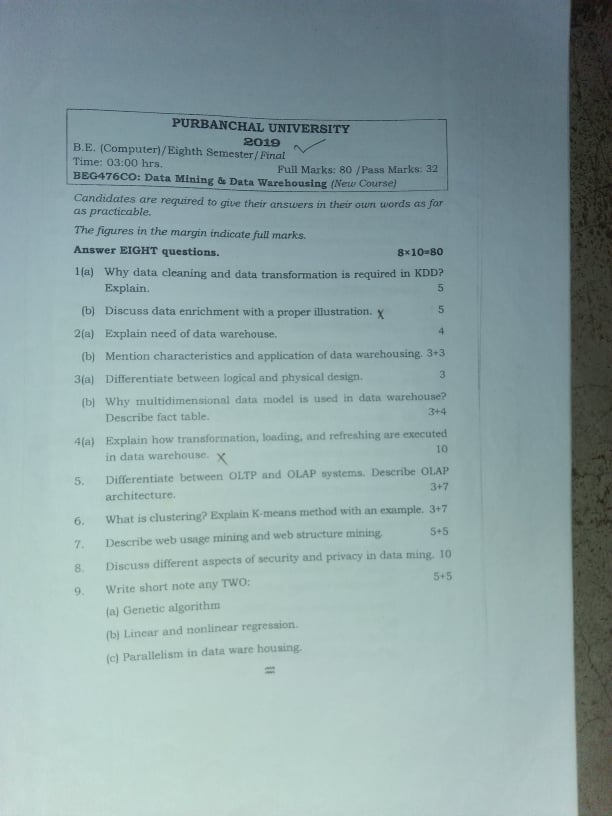 PURBANCHAL UNIVERSITY
2019
B.E. (Computer)/Eighth Semester/Final
Time: 03:00 hrs.
Full Marks: 80 /Pass Marks: 32
BEG476CO: Data Mining & Data Warehousing (New Course)
Candidates are required to give their answers in their own words as far
as practicable.
The figures in the margin indicate full marks.
Answer EIGHT questions. 8×10=80
1(a) Why data cleaning and data transformation is required in KDD?
Explain. 5
(b) Discuss data enrichment with a proper illustration. x 5
2(a) Explain need of data warehouse. 4
(b) Mention characteristics and application of data warehousing. 3+3
3(a) Differentiate between logical and physical design. 3
(b) Why multidimensional data model is used in data warehouse?
Describe fact table. 3+4
4(a) Explain how transformation, loading, and refreshing are executed
in data warehouse. x 10
5. Differentiate between OLTP and OLAP systems. Describe OLAP
architecture. 3+7
6. What is clustering? Explain K-means method with an example. 3+7
7. Describe web usage mining and web structure mining. 5+5
8. Discuss different aspects of security and privacy in data ming. 10
9. Write short note any TWO: 5+5
(a) Genetic algorithm
(b) Linear and nonlinear regression.
(c) Parallelism in data ware housing.